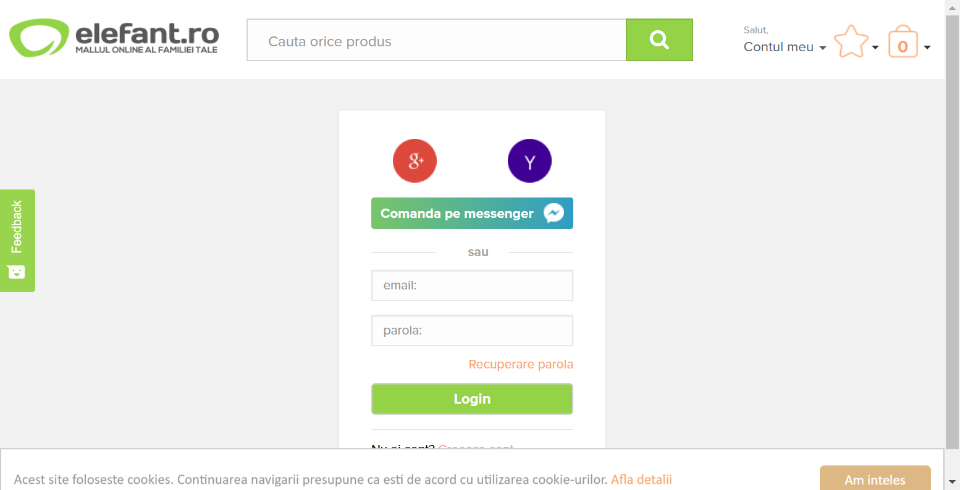 elefant.ro
MALLUL ONLINE AL FAMILIEI TALE
Cauta orice produs
Salut,
Contul meu
0
g+
Y
Comanda pe messenger
Feedback
sau
email:
parola:
Recuperare parola
Login
Nu ai cont? Creeaza cont
Acest site foloseste cookies. Continuarea navigarii presupune ca esti de acord cu utilizarea cookie-urilor. Afla detalii
Am inteles